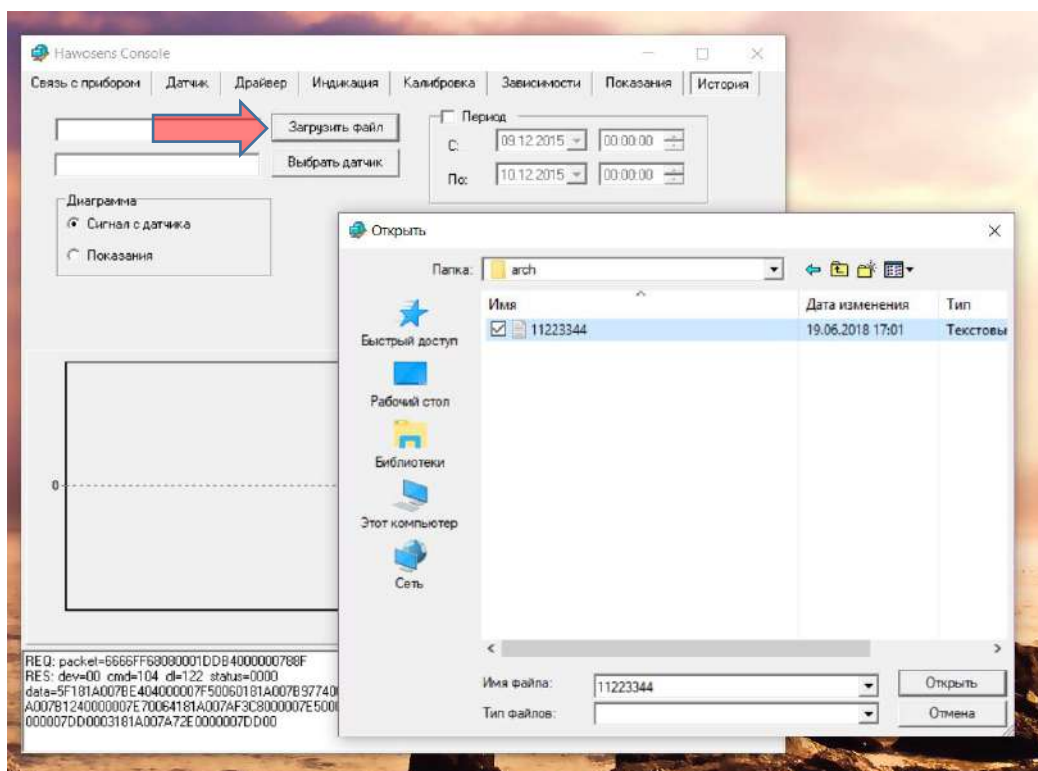 Hawosens Console
Связь с прибором Датчик Драйвер Индикация Калибровка Зависимости Показания История
Загрузить файл
Выбрать датчик
Период
С: 09.12.2015 00:00:00
По: 10.12.2015 00:00:00
Диаграмма
Сигнал с датчика
Показания
0
Открыть
Папка: arch
Имя Дата изменения Тип
11223344 19.06.2018 17:01 Текстовы
Быстрый доступ
Рабочий стол
Библиотеки
Этот компьютер
Сеть
Имя файла: 11223344 Открыть
Тип файлов: Отмена
REQ: packet=6666FF68080001DDB4000000788F
RES: dev=00 cmd=104 dl=122 status=0000
data=5F181A007BE404000007F50060181A007B97740
A007B1240000007E70064181A007AF3C8000007E500
000007DD0003181A007A72E0000007DD00